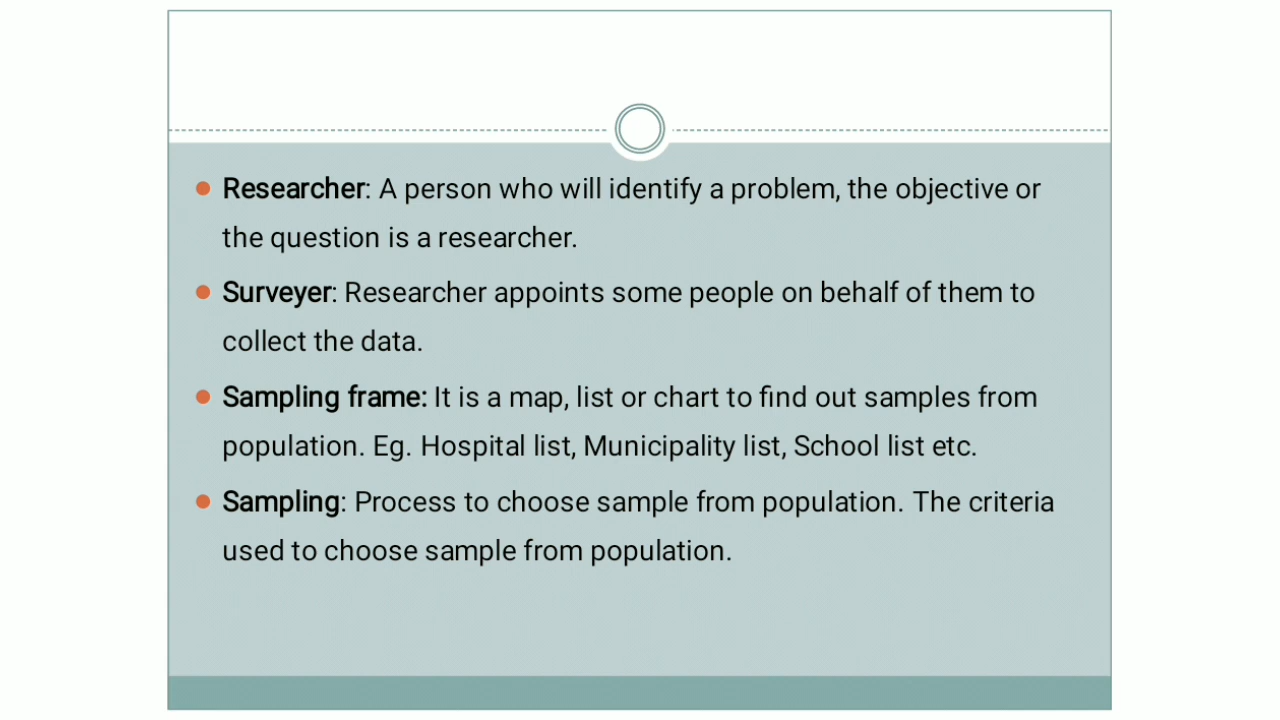 Researcher: A person who will identify a problem, the objective or
the question is a researcher.
Surveyer: Researcher appoints some people on behalf of them to
collect the data.
Sampling frame: It is a map, list or chart to find out samples from
population. Eg. Hospital list, Municipality list, School list etc.
Sampling: Process to choose sample from population. The criteria
used to choose sample from population.